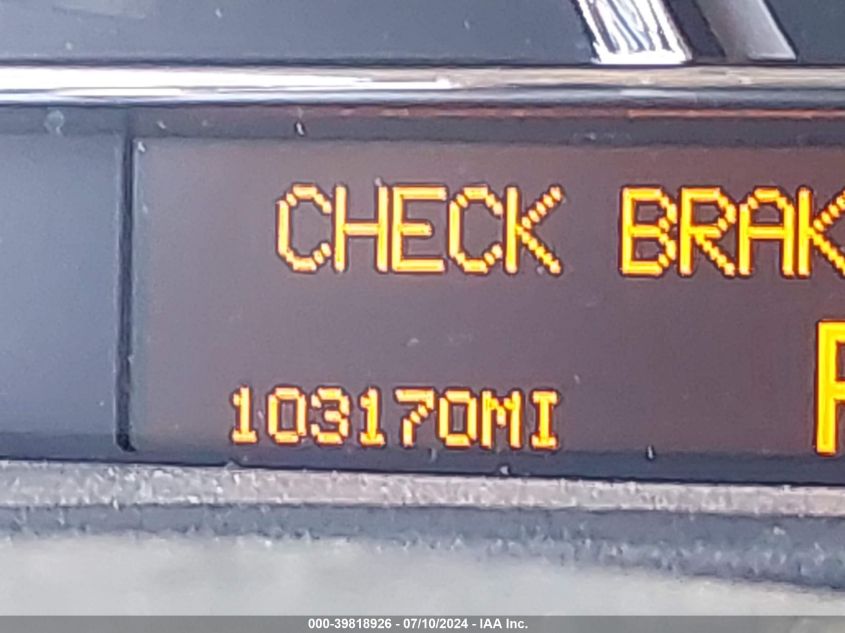 CHECK BRAK
103170MI
000-39818926 - 07/10/2024 - IAA Inc.